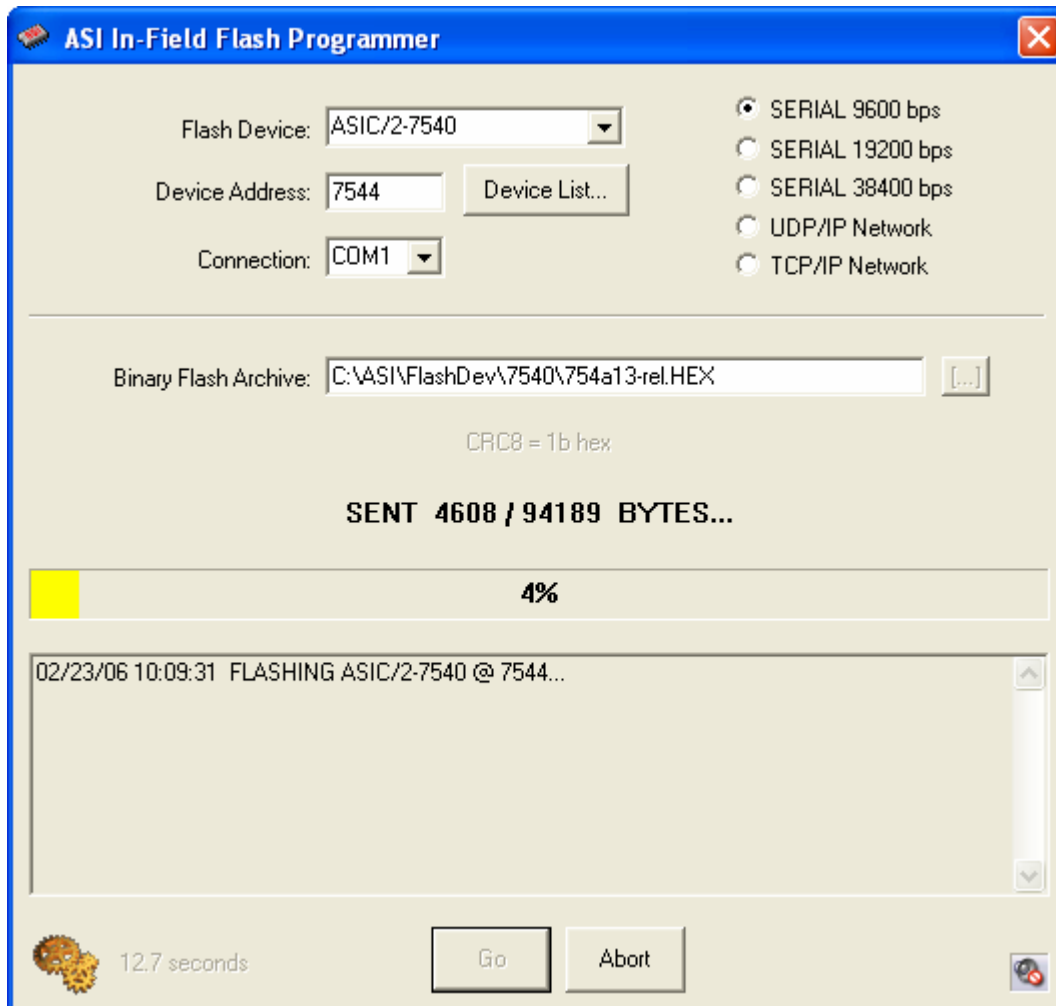 ASI In-Field Flash Programmer
Flash Device: ASIC/2-7540
Device Address: 7544 Device List...
Connection: COM1
SERIAL 9600 bps
SERIAL 19200 bps
SERIAL 38400 bps
UDP/IP Network
TCP/IP Network
Binary Flash Archive: C:\ASI\FlashDev\7540\754a13-rel.HEX [...]
CRC8 = 1b hex
SENT 4608 / 94189 BYTES...
4%
02/23/06 10:09:31 FLASHING ASIC/2-7540 @ 7544...
12.7 seconds Go Abort